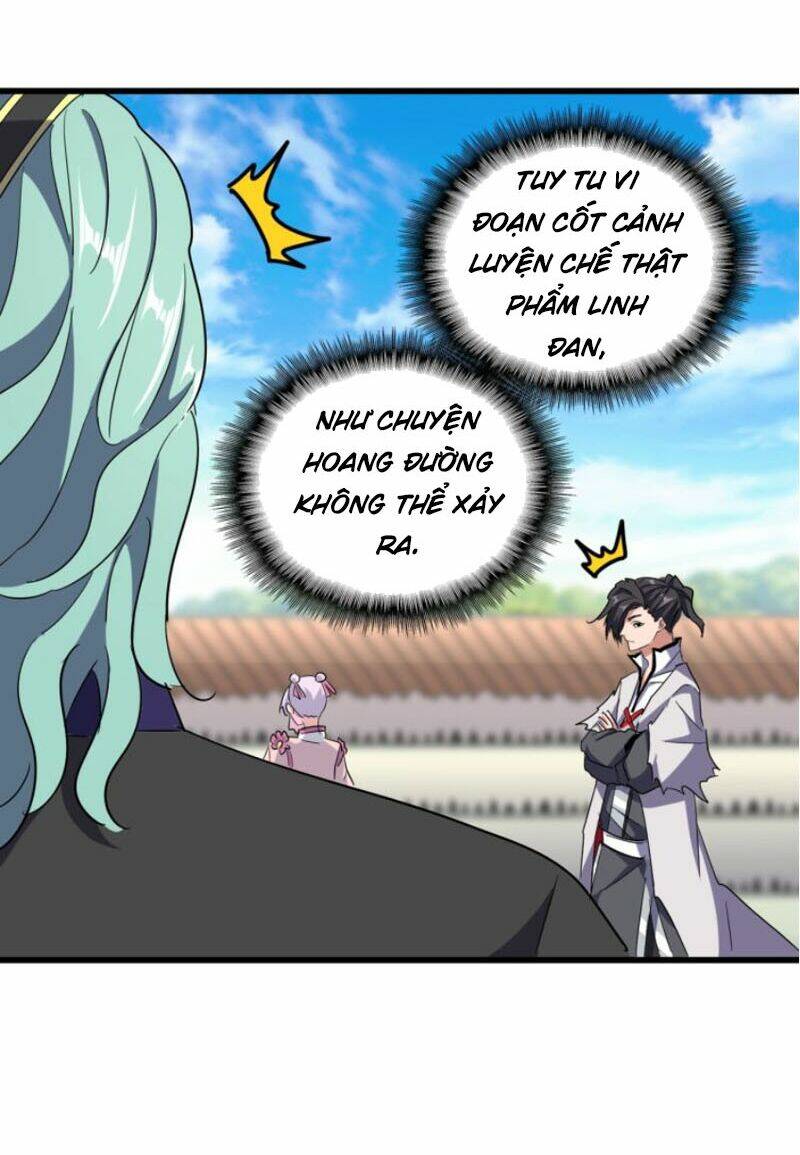 TUY TU VI
ĐOẠN CỐT CẢNH
LUYỆN CHẾ THẬT
PHẨM LINH
ĐAN,
NHƯ CHUYỆN
HOANG ĐƯỜNG
KHÔNG THỂ XẢY
RA.